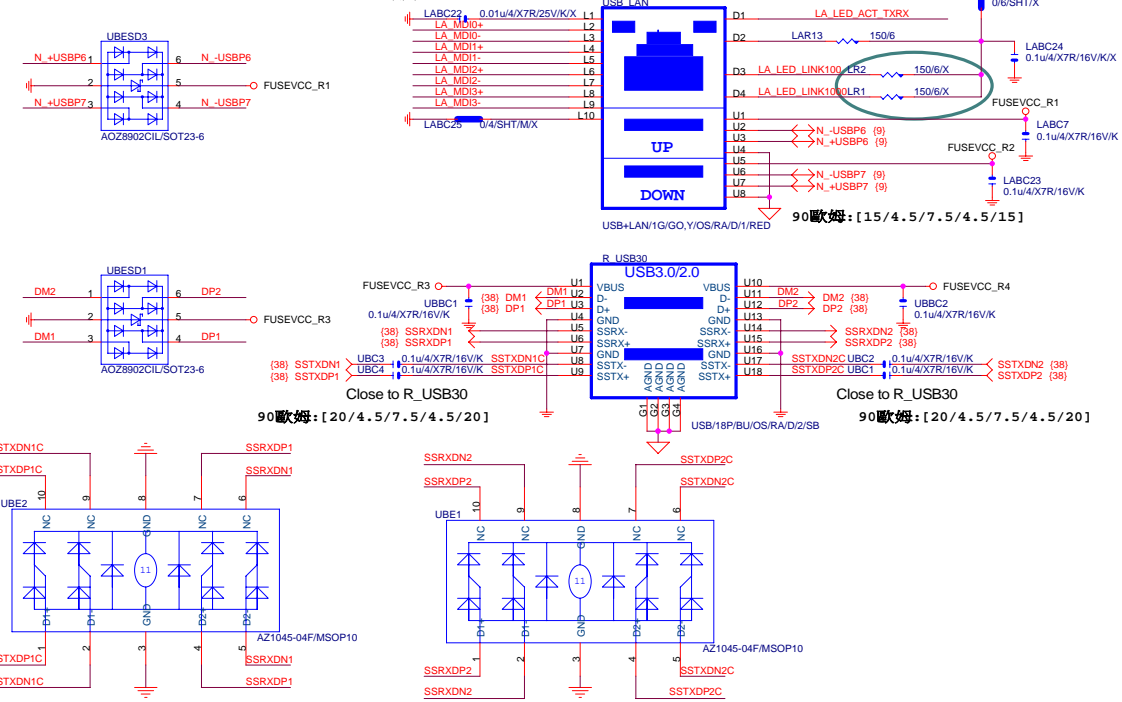 USB_LAN
0/6/SHT/X
LABC22 0.01u/4/X7R/25V/K/X L1
LA_MDI0+ L2
LA_MDI0- L3
LA_MDI1+ L4
LA_MDI1- L5
LA_MDI2+ L6
LA_MDI2- L7
LA_MDI3+ L8
LA_MDI3- L9
L10
LABC25 0/4/SHT/M/X
D1 LA_LED_ACT_TXRX
D2 LAR13 150/6
D3 LA_LED_LINK100 LR2 150/6/X
D4 LA_LED_LINK1000 LR1 150/6/X
LABC24
0.1u/4/X7R/16V/K/X
FUSEVCC_R1
U1
U2 N_-USBP6 {9}
U3 N_+USBP6 {9}
U4
U5
U6 N_-USBP7 {9}
U7 N_+USBP7 {9}
U8
LABC7
0.1u/4/X7R/16V/K
FUSEVCC_R2
LABC23
0.1u/4/X7R/16V/K
UP
DOWN
USB+LAN/1G/GO,Y/OS/RA/D/1/RED
90歐姆:[15/4.5/7.5/4.5/15]
UBESD3
N_+USBP6 1 6 N_-USBP6
2 5 FUSEVCC_R1
N_+USBP7 3 4 N_-USBP7
AOZ8902CIL/SOT23-6
UBESD1
DM2 1 6 DP2
2 5 FUSEVCC_R3
DM1 3 4 DP1
AOZ8902CIL/SOT23-6
R_USB30
USB3.0/2.0
FUSEVCC_R3
UBBC1
0.1u/4/X7R/16V/K
{38} DM1 DM1
{38} DP1 DP1
{38} SSRXDN1
{38} SSRXDP1
{38} SSTXDN1 UBC3 0.1u/4/X7R/16V/K SSTXDN1C
{38} SSTXDP1 UBC4 0.1u/4/X7R/16V/K SSTXDP1C
U1 VBUS VBUS U10
U2 D- D- U11
U3 D+ D+ U12
U4 GND GND U13
U5 SSRX- SSRX- U14
U6 SSRX+ SSRX+ U15
U7 GND GND U16
U8 SSTX- SSTX- U17
U9 SSTX+ SSTX+ U18
AGND AGND AGND AGND
G1 G2 G3 G4
FUSEVCC_R4
UBBC2
0.1u/4/X7R/16V/K
DM2 DM2 {38}
DP2 DP2 {38}
SSRXDN2 {38}
SSRXDP2 {38}
SSTXDN2C UBC2 0.1u/4/X7R/16V/K SSTXDN2 {38}
SSTXDP2C UBC1 0.1u/4/X7R/16V/K SSTXDP2 {38}
Close to R_USB30
Close to R_USB30
90歐姆:[20/4.5/7.5/4.5/20]
90歐姆:[20/4.5/7.5/4.5/20]
USB/18P/BU/OS/RA/D/2/SB
STXDN1C SSRXDP1
STXDP1C SSRXDN1
UBE2
10 9 8 7 6
NC NC GND NC NC
11
D1+ D1- GND D2+ D2-
AZ1045-04F/MSOP10
1 2 3 4 5
STXDP1C SSRXDN1
STXDN1C SSRXDP1
SSRXDN2 SSTXDP2C
SSRXDP2 SSTXDN2C
UBE1
10 9 8 7 6
NC NC GND NC NC
11
D1+ D1- GND D2+ D2-
AZ1045-04F/MSOP10
1 2 3 4 5
SSRXDP2 SSTXDN2C
SSRXDN2 SSTXDP2C